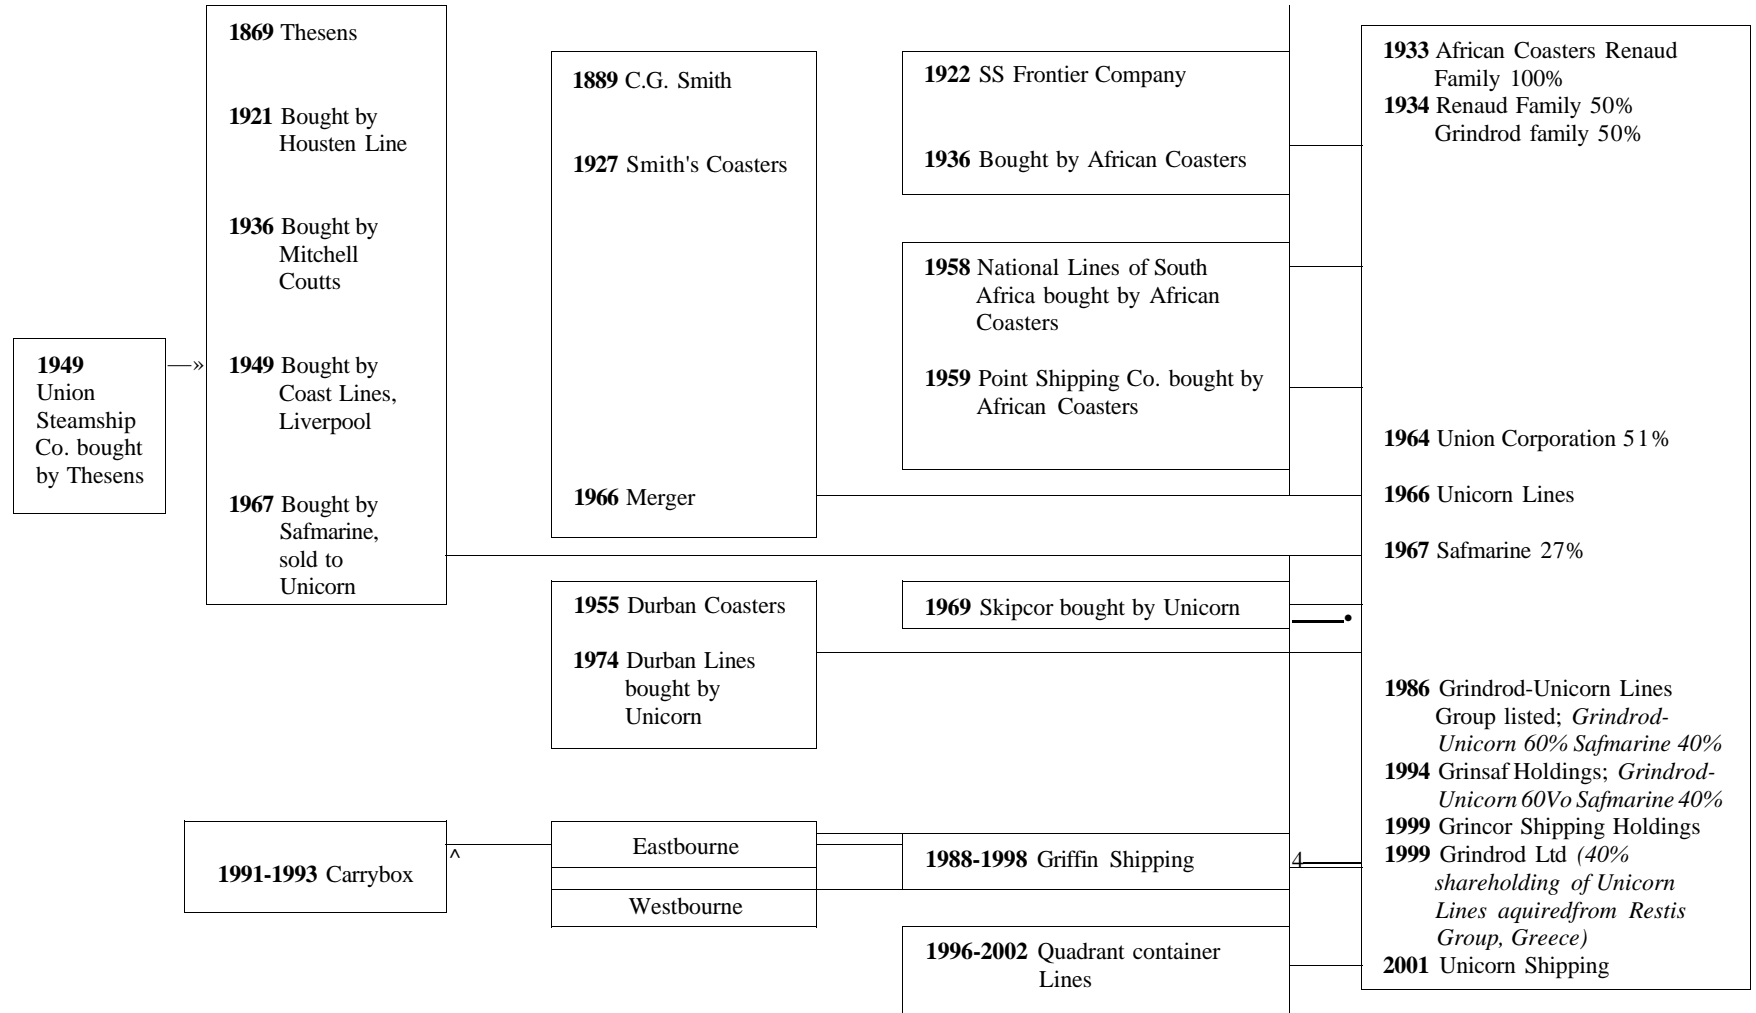 1949
Union
Steamship
Co. bought
by Thesens
—»
1869 Thesens
1921 Bought by
Housten Line
1936 Bought by
Mitchell
Coutts
1949 Bought by
Coast Lines,
Liverpool
1967 Bought by
Safmarine,
sold to
Unicorn
1889 C.G. Smith
1927 Smith's Coasters
1966 Merger
1955 Durban Coasters
1974 Durban Lines
bought by
Unicorn
1922 SS Frontier Company
1936 Bought by African Coasters
1958 National Lines of South
Africa bought by African
Coasters
1959 Point Shipping Co. bought by
African Coasters
1969 Skipcor bought by Unicorn
1991-1993 Carrybox
^
Eastbourne
Westbourne
1988-1998 Griffin Shipping
4
1996-2002 Quadrant container
Lines
1933 African Coasters Renaud
Family 100%
1934 Renaud Family 50%
Grindrod family 50%
1964 Union Corporation 51%
1966 Unicorn Lines
1967 Safmarine 27%
1986 Grindrod-Unicorn Lines
Group listed; Grindrod-
Unicorn 60% Safmarine 40%
1994 Grinsaf Holdings; Grindrod-
Unicorn 60Vo Safmarine 40%
1999 Grincor Shipping Holdings
1999 Grindrod Ltd (40%
shareholding of Unicorn
Lines aquiredfrom Restis
Group, Greece)
2001 Unicorn Shipping